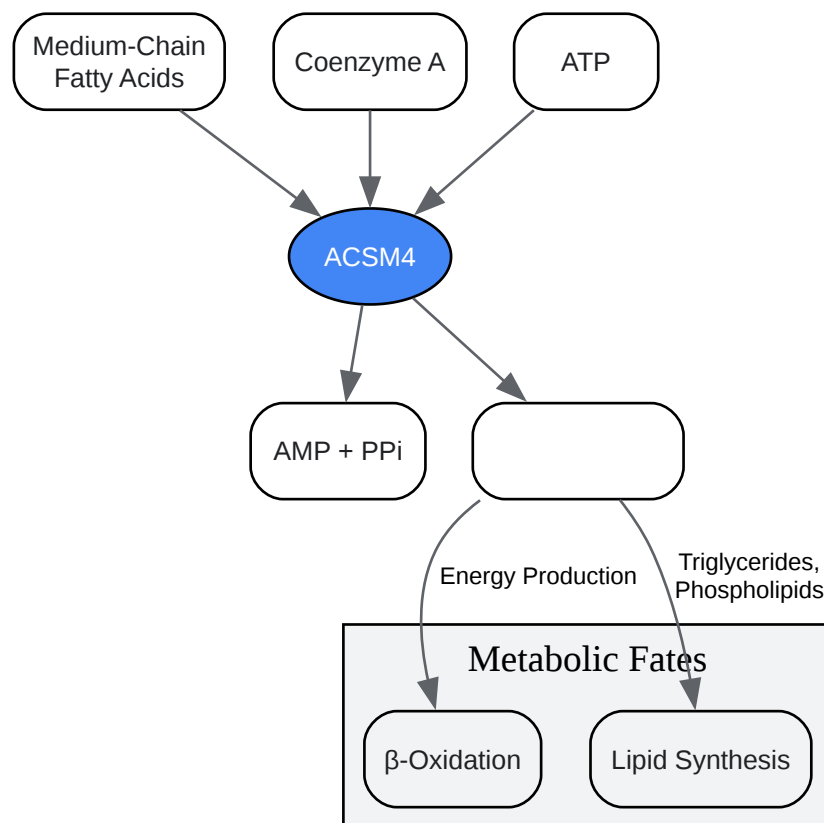 Medium-Chain
Fatty Acids
Coenzyme A
ATP
ACSM4
AMP + PPi
Energy Production
Triglycerides,
Phospholipids
Metabolic Fates
β-Oxidation
Lipid Synthesis